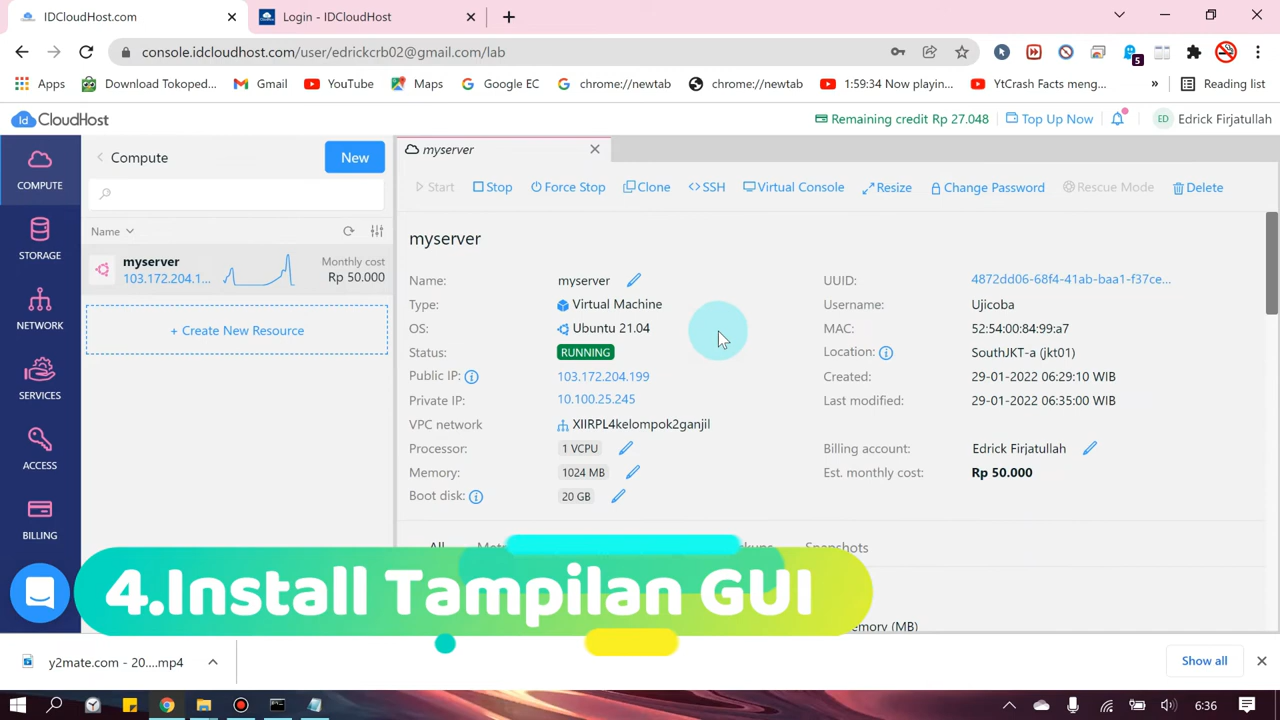 IDCloudHost.com
Login - IDCloudHost
console.idcloudhost.com/user/edrickcrb02@gmail.com/lab
5
Apps
Download Tokoped...
Gmail
YouTube
Maps
Google EC
chrome://newtab
chrome://newtab
1:59:34 Now playin...
YtCrash Facts meng...
»
Reading list
Id CloudHost
Remaining credit Rp 27.048
Top Up Now
ED
Edrick Firjatullah
COMPUTE
STORAGE
NETWORK
SERVICES
ACCESS
BILLING
Compute
New
Name
myserver
103.172.204.1...
Monthly cost
Rp 50.000
+ Create New Resource
myserver
Start
Stop
Force Stop
Clone
<> SSH
Virtual Console
Resize
Change Password
Rescue Mode
Delete
myserver
Name: myserver
Type: Virtual Machine
OS: Ubuntu 21.04
Status: RUNNING
Public IP: 103.172.204.199
Private IP: 10.100.25.245
VPC network XIIRPL4kelompok2ganjil
Processor: 1 VCPU
Memory: 1024 MB
Boot disk: 20 GB
UUID: 4872dd06-68f4-41ab-baa1-f37ce...
Username: Ujicoba
MAC: 52:54:00:84:99:a7
Location: SouthJKT-a (jkt01)
Created: 29-01-2022 06:29:10 WIB
Last modified: 29-01-2022 06:35:00 WIB
Billing account: Edrick Firjatullah
Est. monthly cost: Rp 50.000
All
Snapshots
(MB)
4.Install Tampilan GUI
y2mate.com - 20....mp4
Show all
6:36